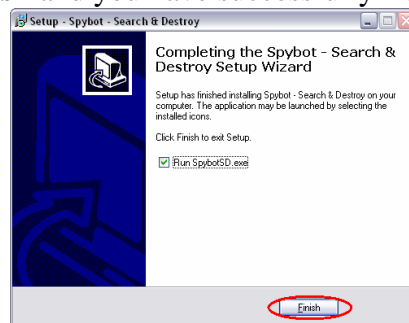 Setup - Spybot - Search & Destroy
Completing the Spybot - Search &
Destroy Setup Wizard
Setup has finished installing Spybot - Search & Destroy on your
computer. The application may be launched by selecting the
installed icons.
Click Finish to exit Setup.
Run SpybotSD.exe
Finish